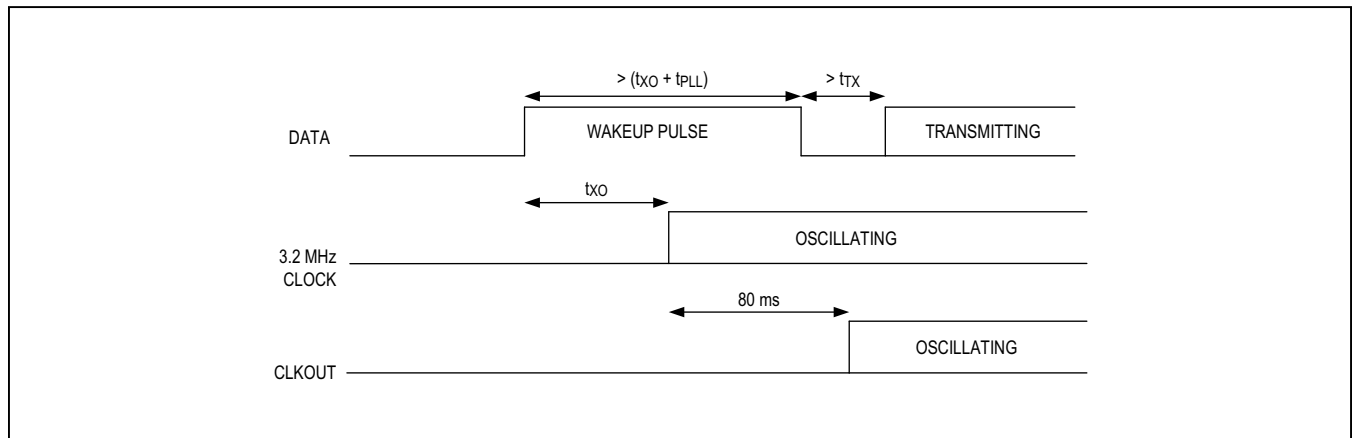 > (tXO + tPLL)
> tTX
DATA
WAKEUP PULSE
TRANSMITTING
tXO
OSCILLATING
3.2 MHz
CLOCK
80 ms
OSCILLATING
CLKOUT